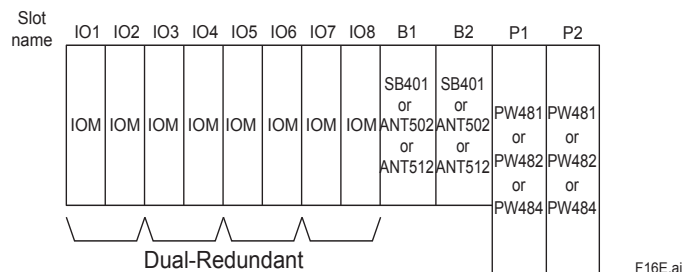 Slot
name
IO1 IO2 IO3 IO4 IO5 IO6 IO7 IO8 B1 B2 P1 P2
IOM IOM IOM IOM IOM IOM IOM IOM
SB401
or
ANT502
or
ANT512
SB401
or
ANT502
or
ANT512
PW481
or
PW482
or
PW484
PW481
or
PW482
or
PW484
Dual-Redundant
F16E.ai